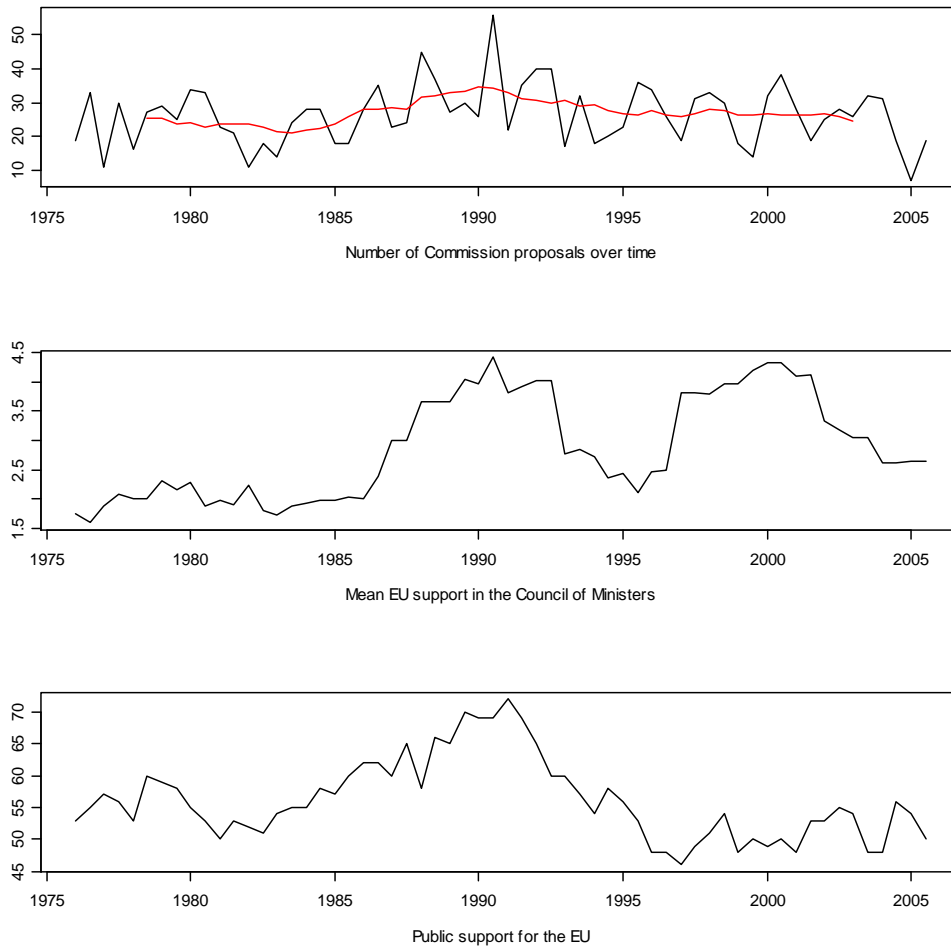 50
40
30
20
10
1975 1980 1985 1990 1995 2000 2005
Number of Commission proposals over time
4.5
3.5
2.5
1.5
1975 1980 1985 1990 1995 2000 2005
Mean EU support in the Council of Ministers
70
65
60
55
50
45
1975 1980 1985 1990 1995 2000 2005
Public support for the EU